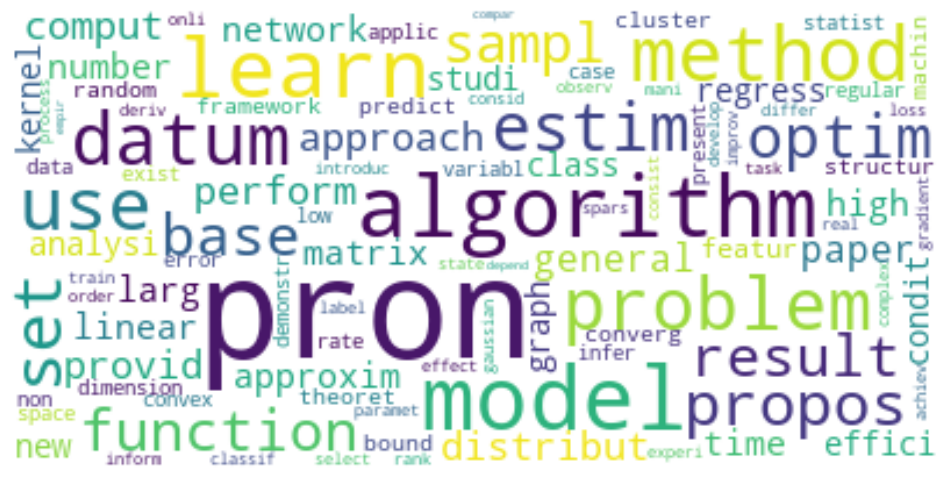 comput
onli
network
applic
compar
sampl
cluster
method
statist
machin
learn
number
kernel
process
empir
random
deriv
framework
studi
predict
consid
case
observ
mani
regress
regular
differ
loss
datum
approach
estim
present
develop
improv
optim
data
exist
introduc
variabl
class
consist
task
structur
use
perform
low
algorithm
spars
high
real
gradient
analysi
base
error
matrix
state
depend
general
featur
paper
set
train
order
larg
demonstr
pron
label
rate
gaussian
graph
problem
complex
condit
linear
converg
infer
provid
dimension
approxim
effect
result
non
space
convex
theoret
paramet
model
propos
achiev
new
function
bound
distribut
experi
time
effici
inform
classif
select
rank